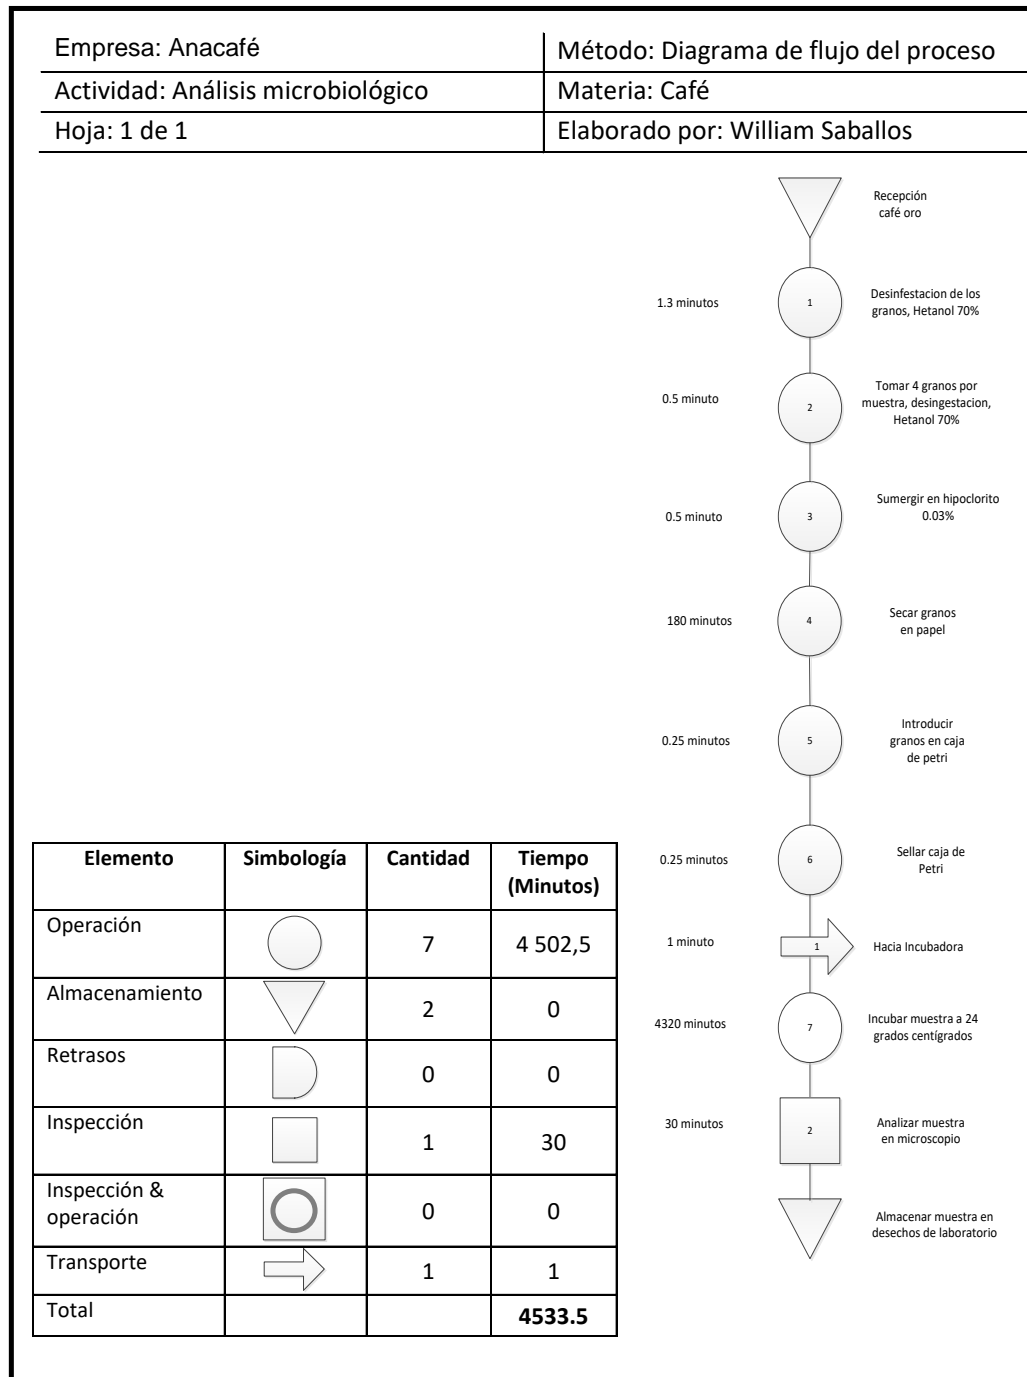 Empresa: Anacafé
Método: Diagrama de flujo del proceso
Actividad: Análisis microbiológico
Materia: Café
Hoja: 1 de 1
Elaborado por: William Saballos
Recepción
café oro
1.3 minutos
1
Desinfestacion de los
granos, Hetanol 70%
0.5 minuto
2
Tomar 4 granos por
muestra, desingestacion,
Hetanol 70%
0.5 minuto
3
Sumergir en hipoclorito
0.03%
180 minutos
4
Secar granos
en papel
0.25 minutos
5
Introducir
granos en caja
de petri
0.25 minutos
6
Sellar caja de
Petri
1 minuto
1
Hacia Incubadora
4320 minutos
7
Incubar muestra a 24
grados centígrados
30 minutos
2
Analizar muestra
en microscopio
Almacenar muestra en
desechos de laboratorio
Elemento Simbología Cantidad Tiempo
(Minutos)
Operación 7 4 502,5
Almacenamiento 2 0
Retrasos 0 0
Inspección 1 30
Inspección &
operación 0 0
Transporte 1 1
Total 4533.5